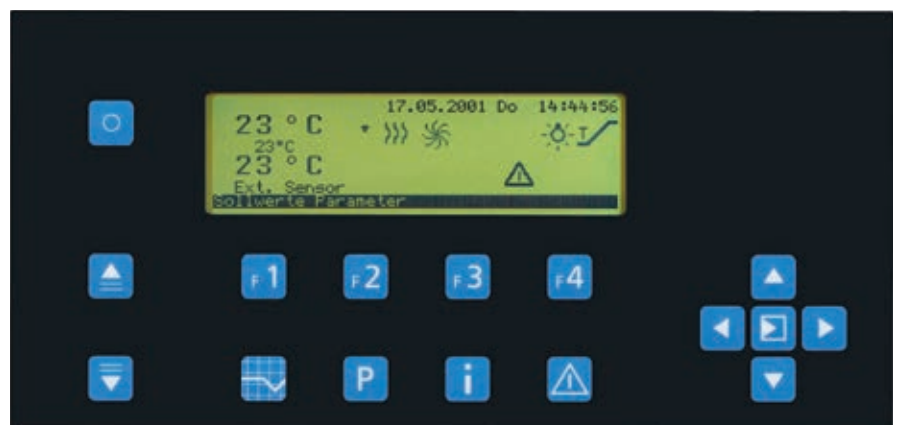 17.05.2001 Do 14:44:56
23 °C
23°C
T
23 °C
Ext. Sensor
Sollwerte Parameter
F1 F2 F3 F4
P i